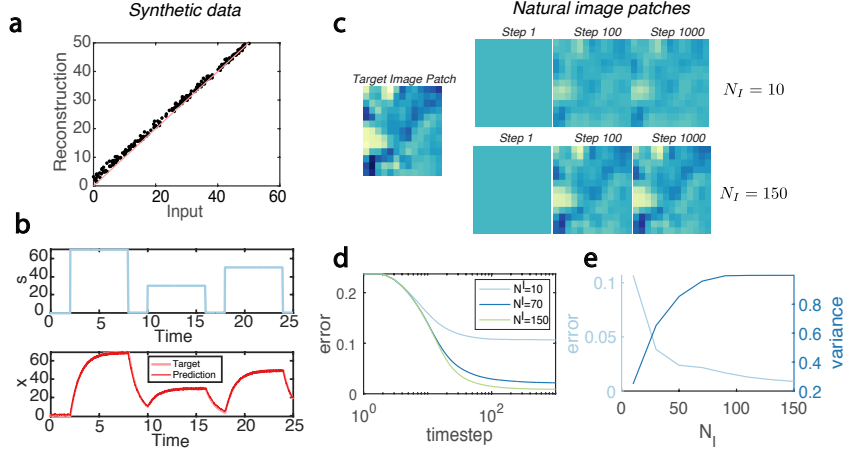 Synthetic data
Natural image patches
a
50
40
30
20
10
0
Reconstruction
0
20
40
60
Input
b
60
40
20
0
s
0
5
10
15
20
25
Time
60
40
20
0
x
Target
Prediction
0
5
10
15
20
25
Time
c
Target Image Patch
Step 1
Step 100
Step 1000
N_I = 10
Step 1
Step 100
Step 1000
N_I = 150
d
0.2
0.1
0
error
N^I=10
N^I=70
N^I=150
10^0
10^2
timestep
e
0.1
0.05
0
error
0.8
0.6
0.4
0.2
variance
0
50
100
150
N_I